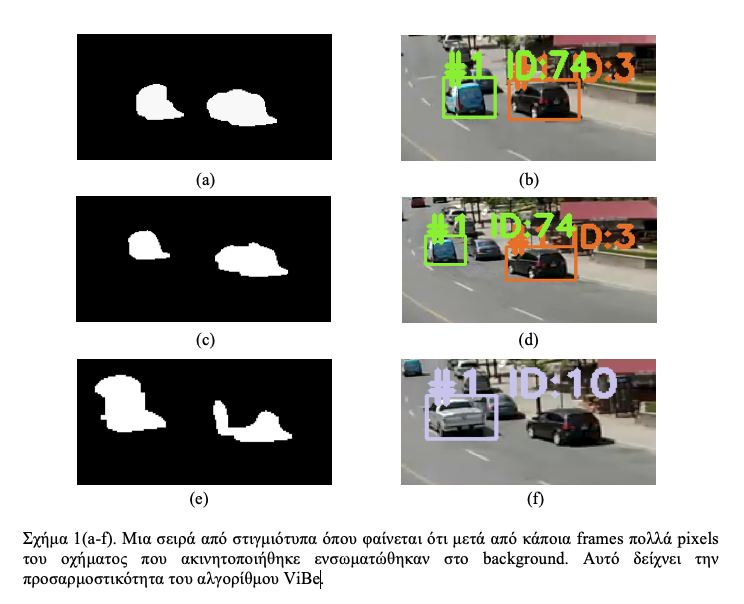 #1 ID:74
ID:3
(a) (b)
#1 ID:74
ID:3
(c) (d)
#1 ID:10
(e) (f)
Σχήμα 1(a-f). Μια σειρά από στιγμιότυπα όπου φαίνεται ότι μετά από κάποια frames πολλά pixels
του οχήματος που ακινητοποιήθηκε ενσωματώθηκαν στο background. Αυτό δείχνει την
προσαρμοστικότητα του αλγορίθμου ViBe.